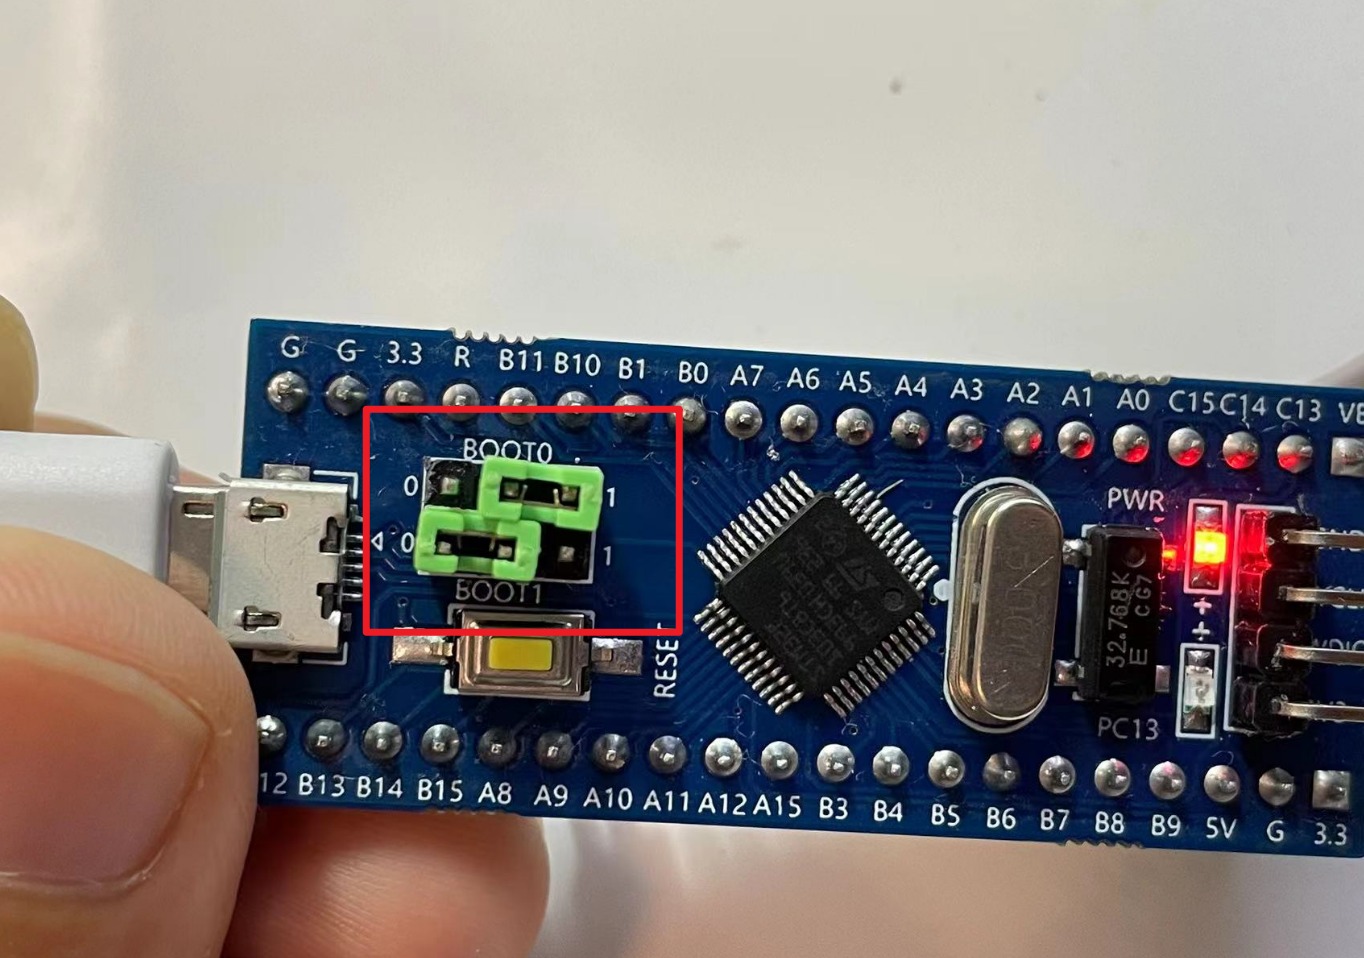 G G 3.3 R B11 B10 B1 B0 A7 A6 A5 A4 A3 A2 A1 A0 C15 C14 C13
BOOT0
0 1
0 1
BOOT1
RESET
PWR
32.768K
CG7
E
PC13
B13 B14 B15 A8 A9 A10 A11 A12 A15 B3 B4 B5 B6 B7 B8 B9 5V G 3.3